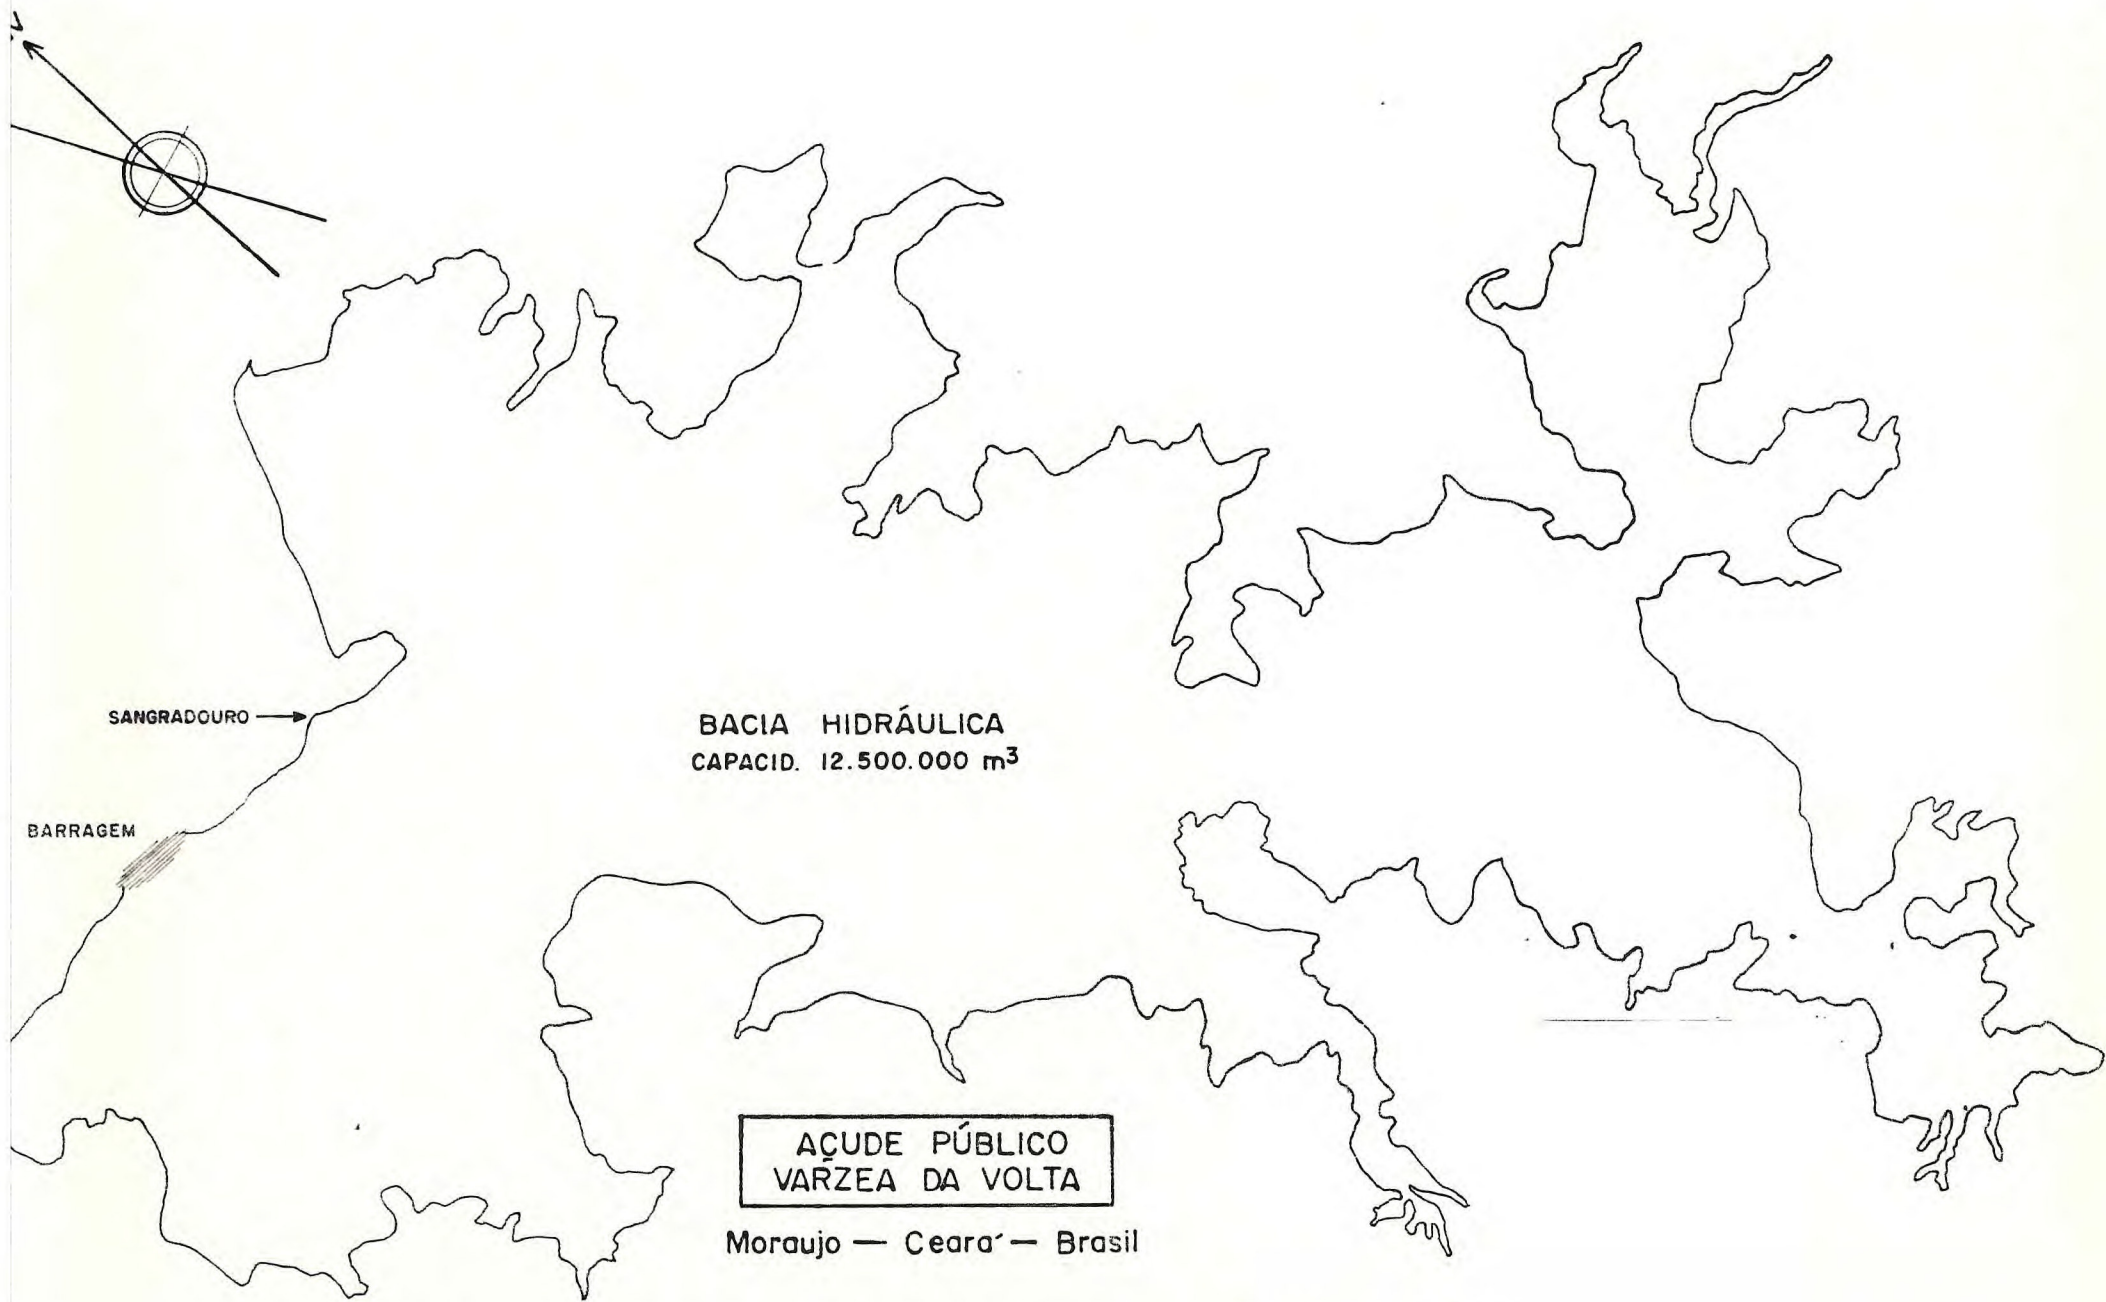 SANGRADOURO
BACIA HIDRÁULICA
CAPACID. 12.500.000 m³
BARRAGEM
AÇUDE PÚBLICO
VARZEA DA VOLTA
Moraujo — Ceará — Brasil